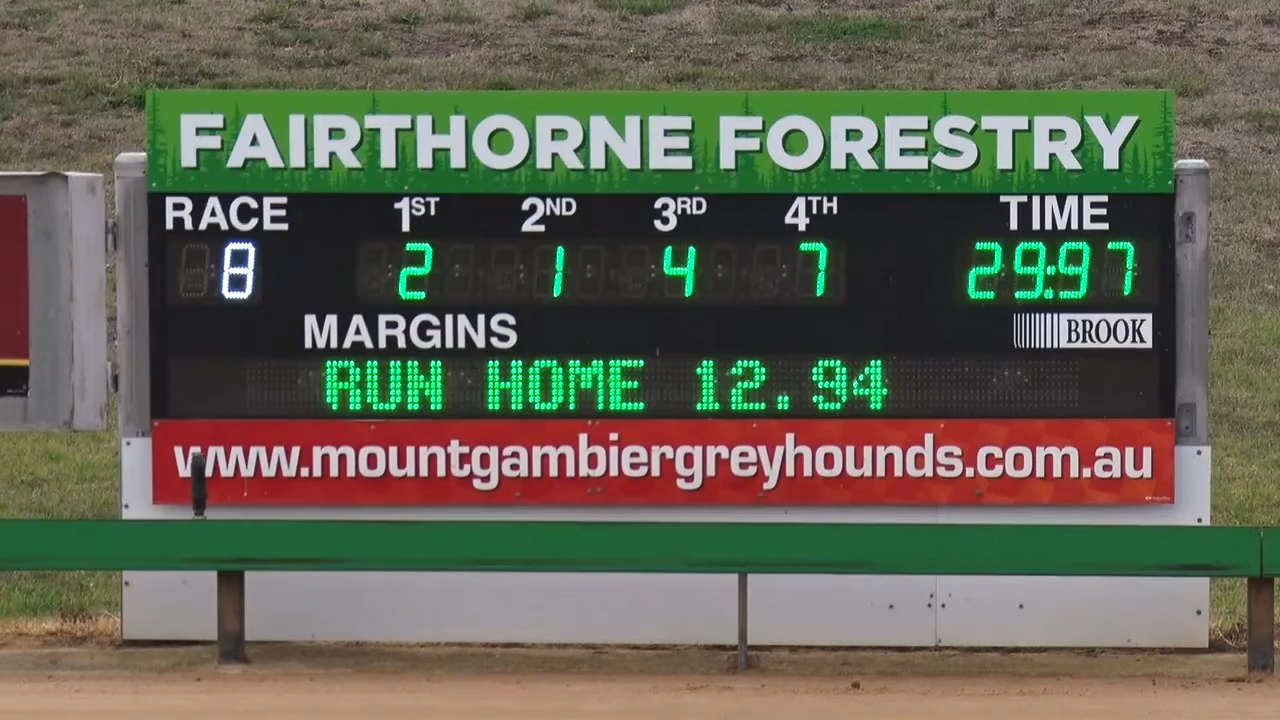 FAIRTHORNE FORESTRY
RACE 1ST 2ND 3RD 4TH TIME
8 2 1 4 7 29:97
MARGINS BROOK
RUN HOME 12.94
www.mountgambiergreyhounds.com.au